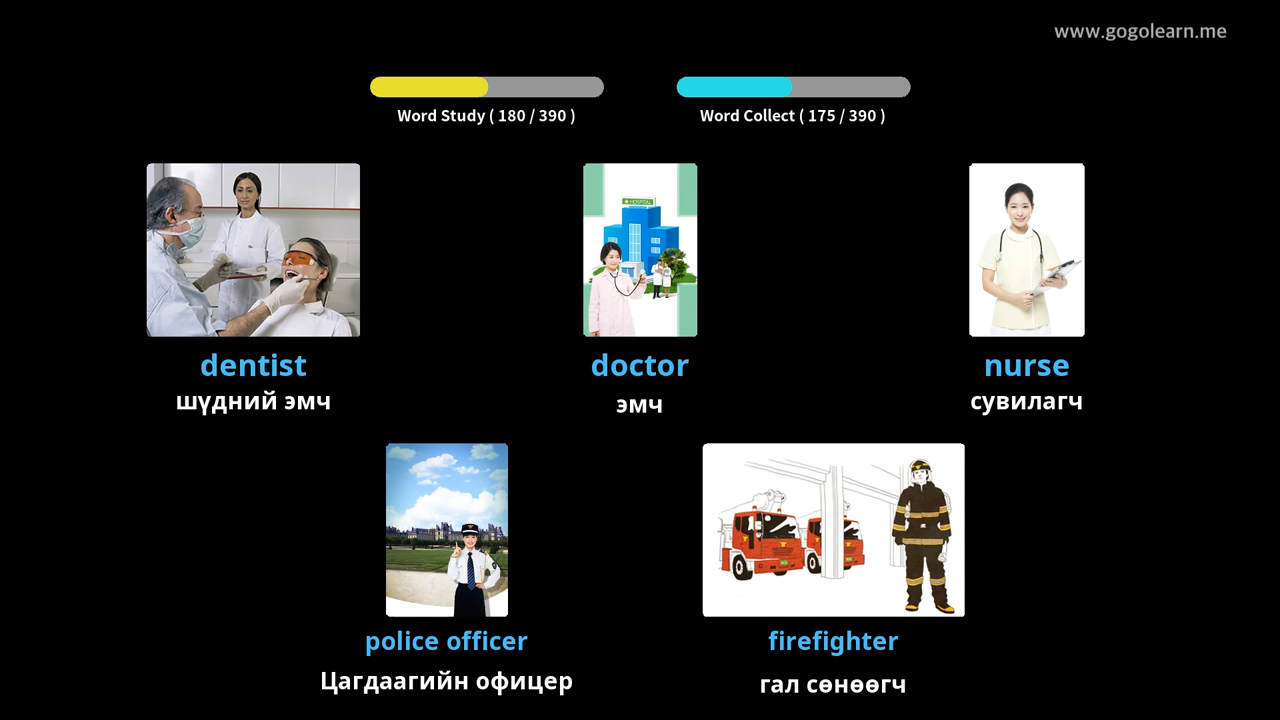 www.gogolearn.me
Word Study ( 180 / 390 )
Word Collect ( 175 / 390 )
HOSPITAL
dentist
шүдний эмч
doctor
эмч
nurse
сувилагч
police officer
Цагдаагийн офицер
firefighter
гал сөнөөгч